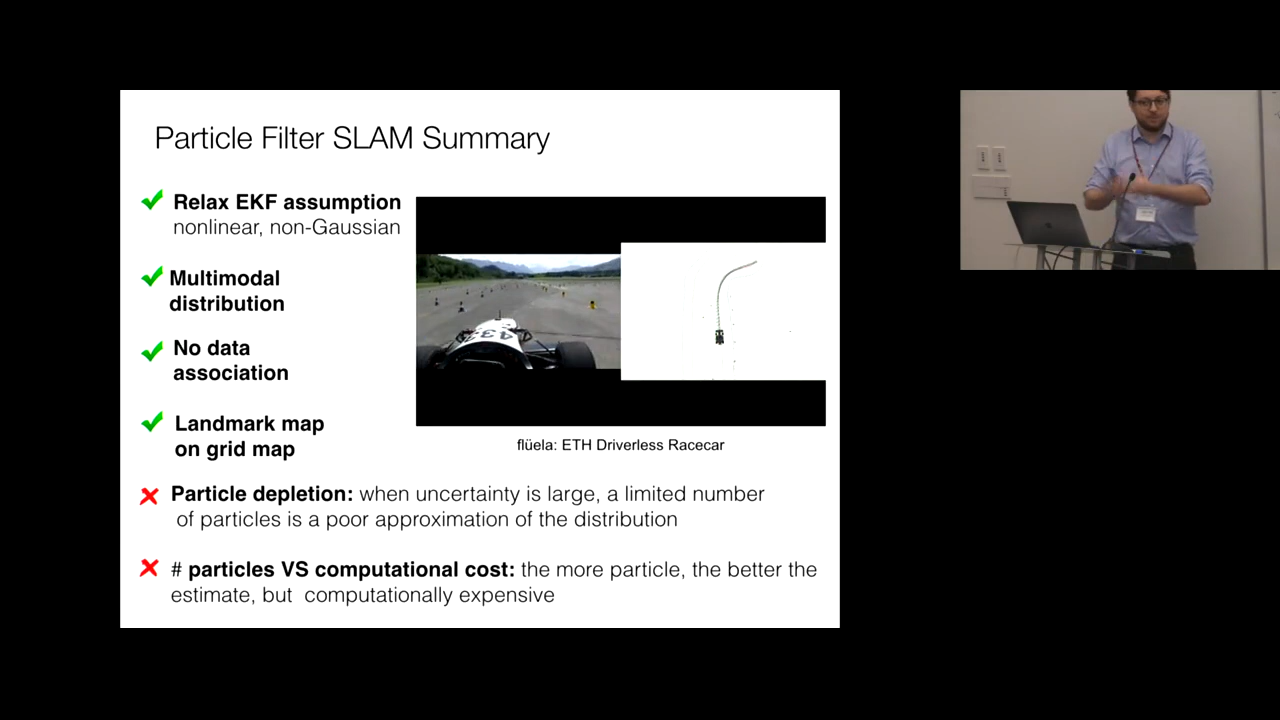 Particle Filter SLAM Summary
Relax EKF assumption
nonlinear, non-Gaussian
Multimodal
distribution
No data
association
Landmark map
on grid map
flüela: ETH Driverless Racecar
Particle depletion: when uncertainty is large, a limited number
of particles is a poor approximation of the distribution
# particles VS computational cost: the more particle, the better the
estimate, but computationally expensive